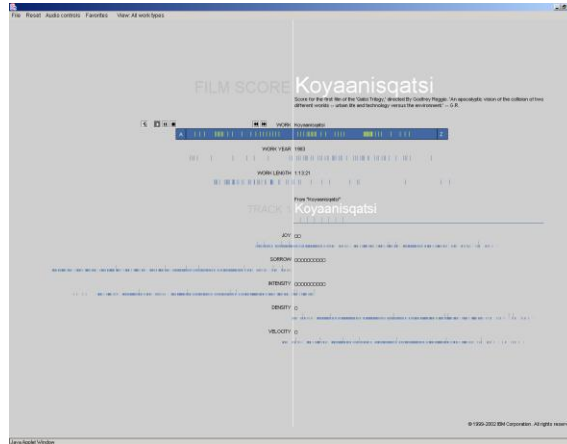 File Reset Audio controls Favorites View: All work types
FILM SCORE Koyaanisqatsi
Score for the first film of the 'Qatsi Trilogy,' directed By Godfrey Reggio. 'An apocalyptic vision of the collision of two
different worlds -- urban life and technology versus the environment.' -- G.R.
WORK Koyaanisqatsi
A Z
WORK YEAR 1983
WORK LENGTH 1:13:21
From "Koyaanisqatsi"
TRACK Koyaanisqatsi
JOY
SORROW
INTENSITY
DENSITY
VELOCITY
© 1999-2002 IBM Corporation, All rights reserv
Java Applet Window